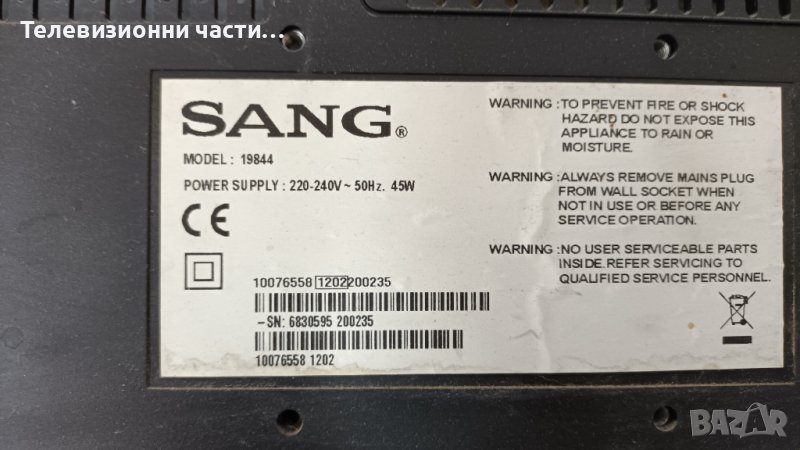 Телевизионни части…
SANG®
MODEL : 19844
POWER SUPPLY : 220-240V ~ 50Hz. 45W
CE
10076558 1202 200235
-SN: 6830595 200235
10076558 1202
WARNING :TO PREVENT FIRE OR SHOCK
HAZARD DO NOT EXPOSE THIS
APPLIANCE TO RAIN OR
MOISTURE.
WARNING :ALWAYS REMOVE MAINS PLUG
FROM WALL SOCKET WHEN
NOT IN USE OR BEFORE ANY
SERVICE OPERATION.
WARNING :NO USER SERVICEABLE PARTS
INSIDE. REFER SERVICING TO
QUALIFIED SERVICE PERSONNEL.
BAZAR